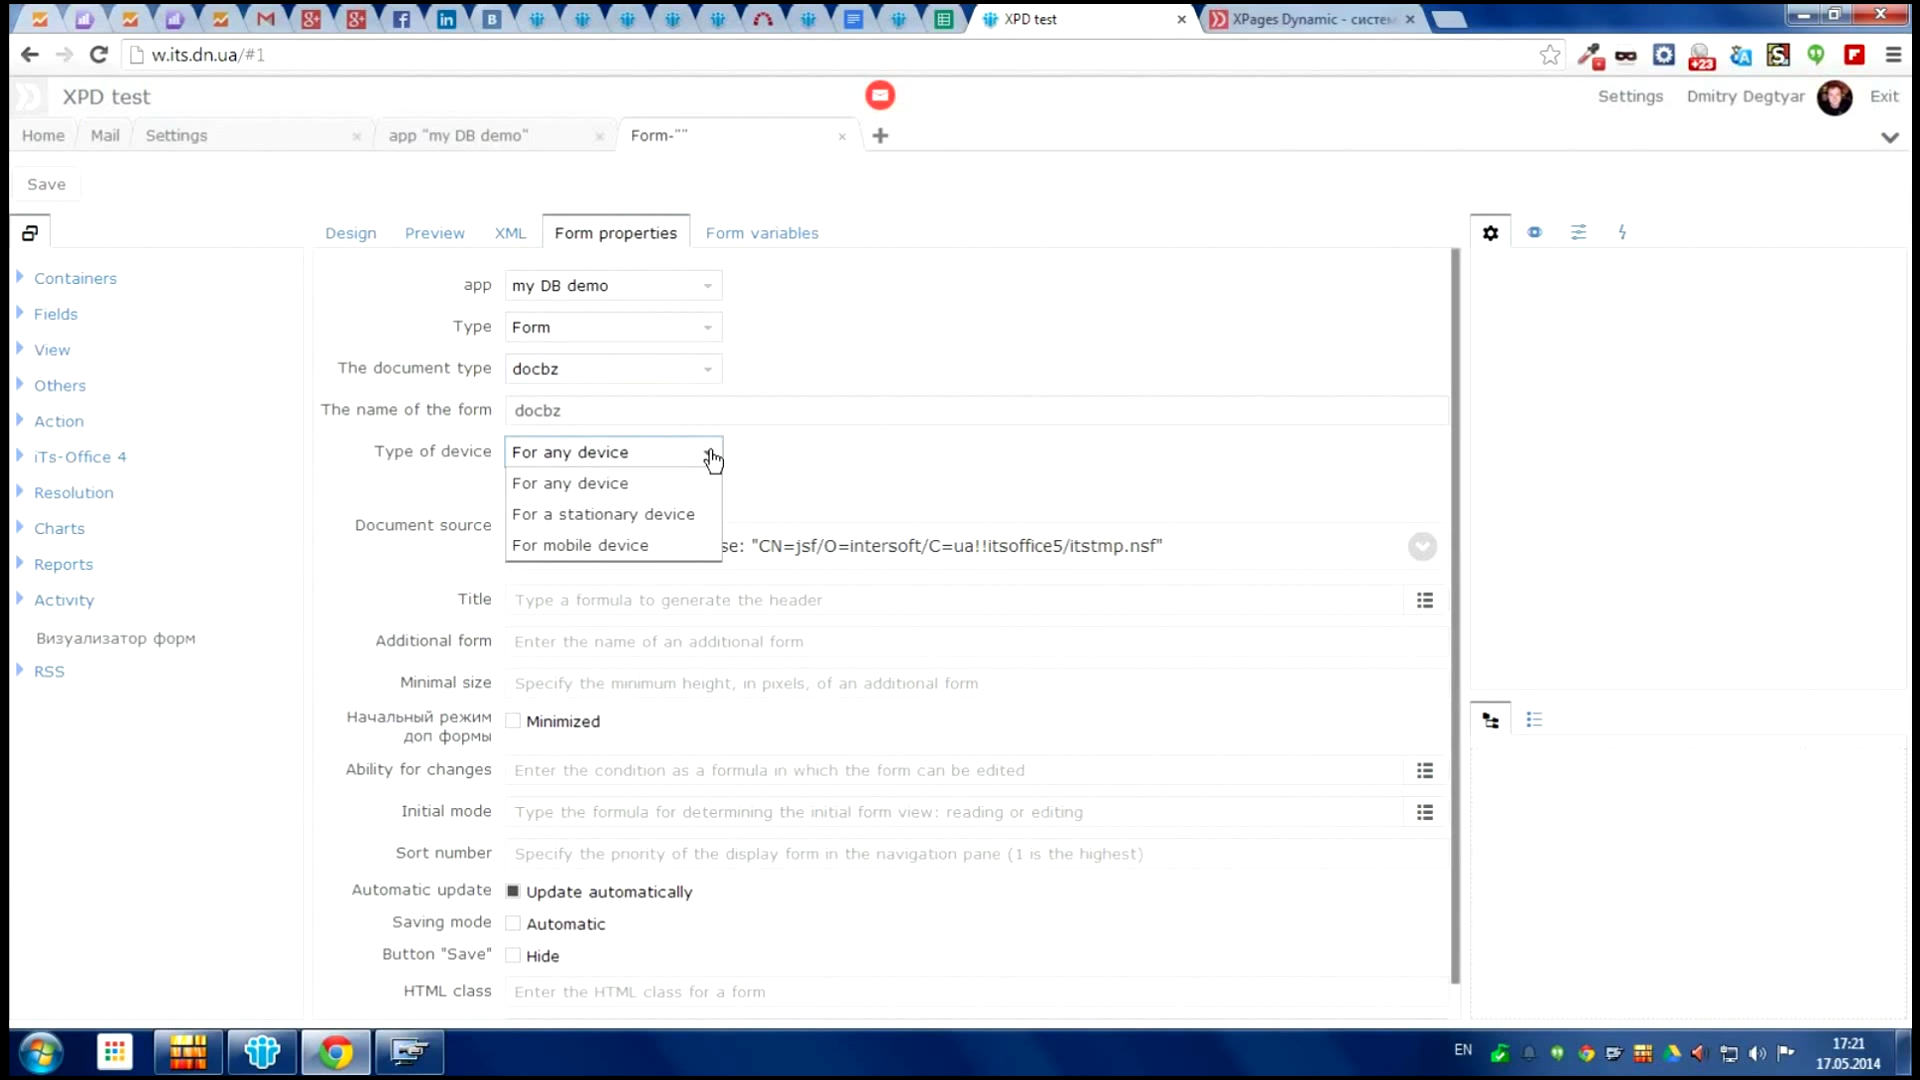 XPD test
XPages Dynamic - систем
w.its.dn.ua/#1
+23
XPD test
Settings
Dmitry Degtyar
Exit
Home
Mail
Settings
app "my DB demo"
Form-""
Save
Design
Preview
XML
Form properties
Form variables
Containers
Fields
View
Others
Action
iTs-Office 4
Resolution
Charts
Reports
Activity
Визуализатор форм
RSS
app
my DB demo
Type
Form
The document type
docbz
The name of the form
docbz
Type of device
For any device
For any device
For a stationary device
For mobile device
Document source
se: "CN=jsf/O=intersoft/C=ua!!itsoffice5/itstmp.nsf"
Title
Type a formula to generate the header
Additional form
Enter the name of an additional form
Minimal size
Specify the minimum height, in pixels, of an additional form
Начальный режим
доп формы
Minimized
Ability for changes
Enter the condition as a formula in which the form can be edited
Initial mode
Type the formula for determining the initial form view: reading or editing
Sort number
Specify the priority of the display form in the navigation pane (1 is the highest)
Automatic update
Update automatically
Saving mode
Automatic
Button "Save"
Hide
HTML class
Enter the HTML class for a form
EN
17:21
17.05.2014